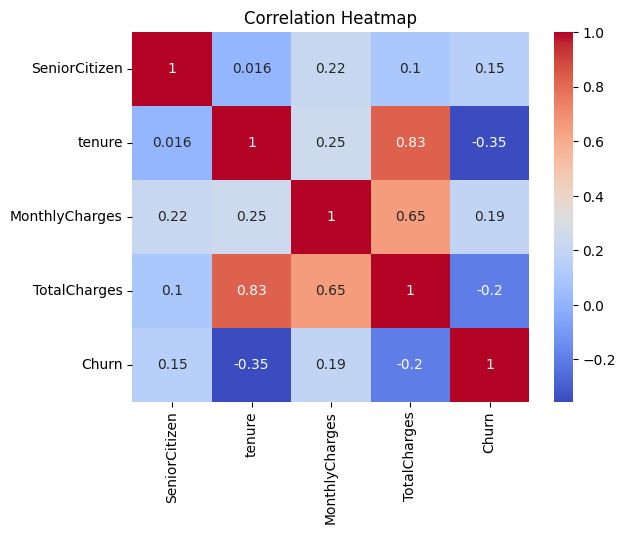 Correlation Heatmap
SeniorCitizen 1 0.016 0.22 0.1 0.15
tenure 0.016 1 0.25 0.83 -0.35
MonthlyCharges 0.22 0.25 1 0.65 0.19
TotalCharges 0.1 0.83 0.65 1 -0.2
Churn 0.15 -0.35 0.19 -0.2 1
SeniorCitizen
tenure
MonthlyCharges
TotalCharges
Churn
1.0
0.8
0.6
0.4
0.2
0.0
−0.2